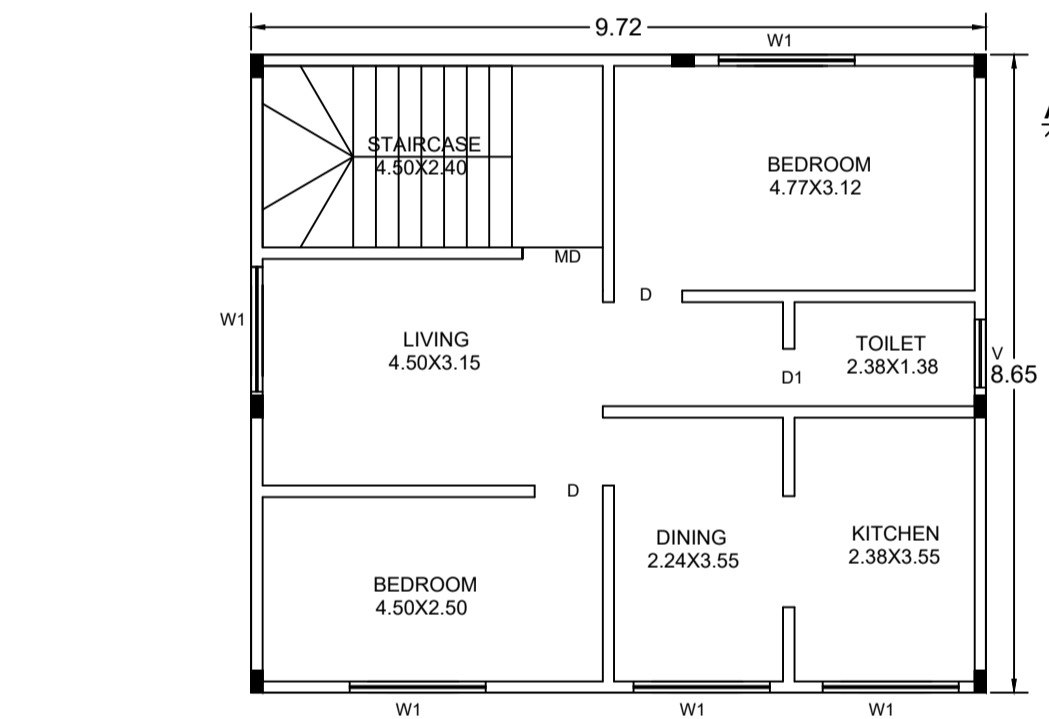 9.72
W1
STAIRCASE
4.50X2.40
BEDROOM
4.77X3.12
MD
D
W1
LIVING
4.50X3.15
TOILET
2.38X1.38
V
8.65
D1
D
DINING
2.24X3.55
KITCHEN
2.38X3.55
BEDROOM
4.50X2.50
W1
W1
W1